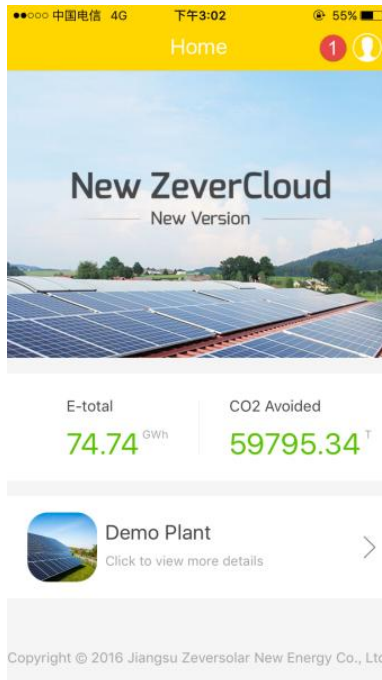 中国电信 4G 下午3:02 55%
Home 1
New ZeverCloud
New Version
E-total CO2 Avoided
74.74 GWh 59795.34 T
Demo Plant
Click to view more details
Copyright © 2016 Jiangsu Zeversolar New Energy Co., Ltd